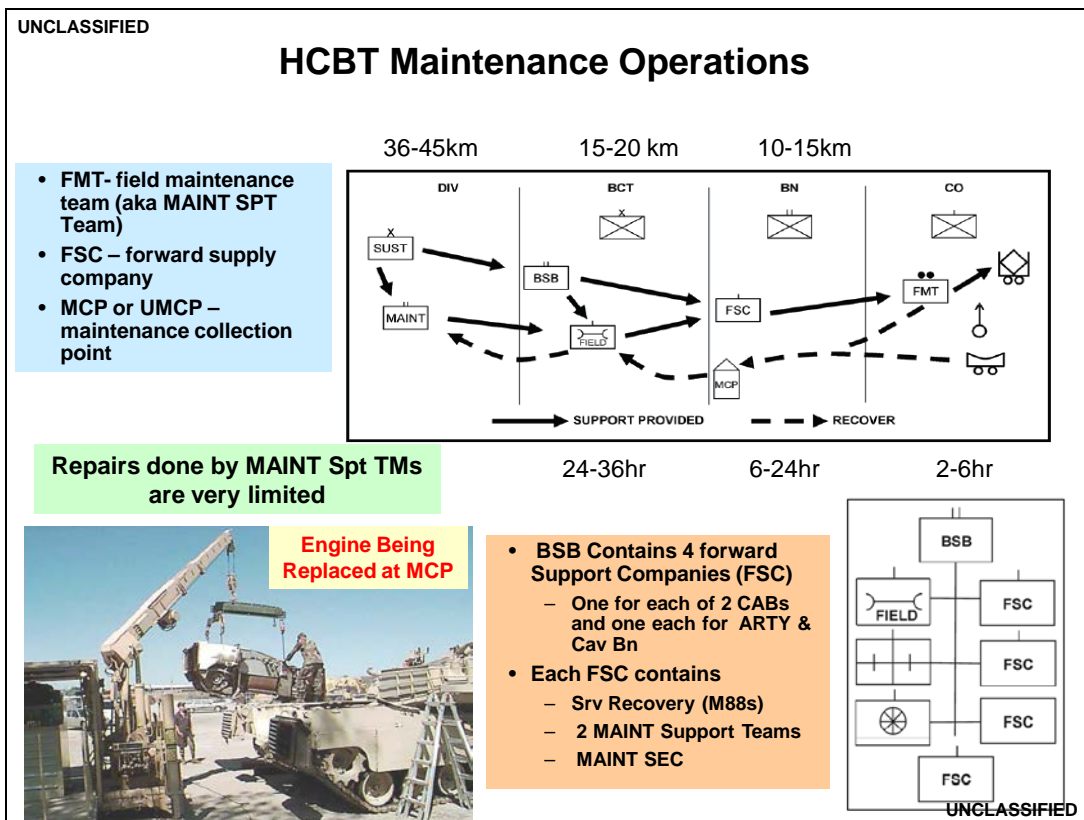 UNCLASSIFIED
HCBT Maintenance Operations
36-45km 15-20 km 10-15km
• FMT- field maintenance
team (aka MAINT SPT
Team)
• FSC – forward supply
company
• MCP or UMCP –
maintenance collection
point
DIV BCT BN CO
X X II I
SUST
II
BSB
II
MAINT
I
FIELD
I
FSC
●●
FMT
MCP
SUPPORT PROVIDED RECOVER
Repairs done by MAINT Spt TMs
are very limited
24-36hr 6-24hr 2-6hr
Engine Being
Replaced at MCP
• BSB Contains 4 forward
Support Companies (FSC)
– One for each of 2 CABs
and one each for ARTY &
Cav Bn
• Each FSC contains
– Srv Recovery (M88s)
– 2 MAINT Support Teams
– MAINT SEC
II
BSB
FIELD
FSC
FSC
FSC
FSC
UNCLASSIFIED